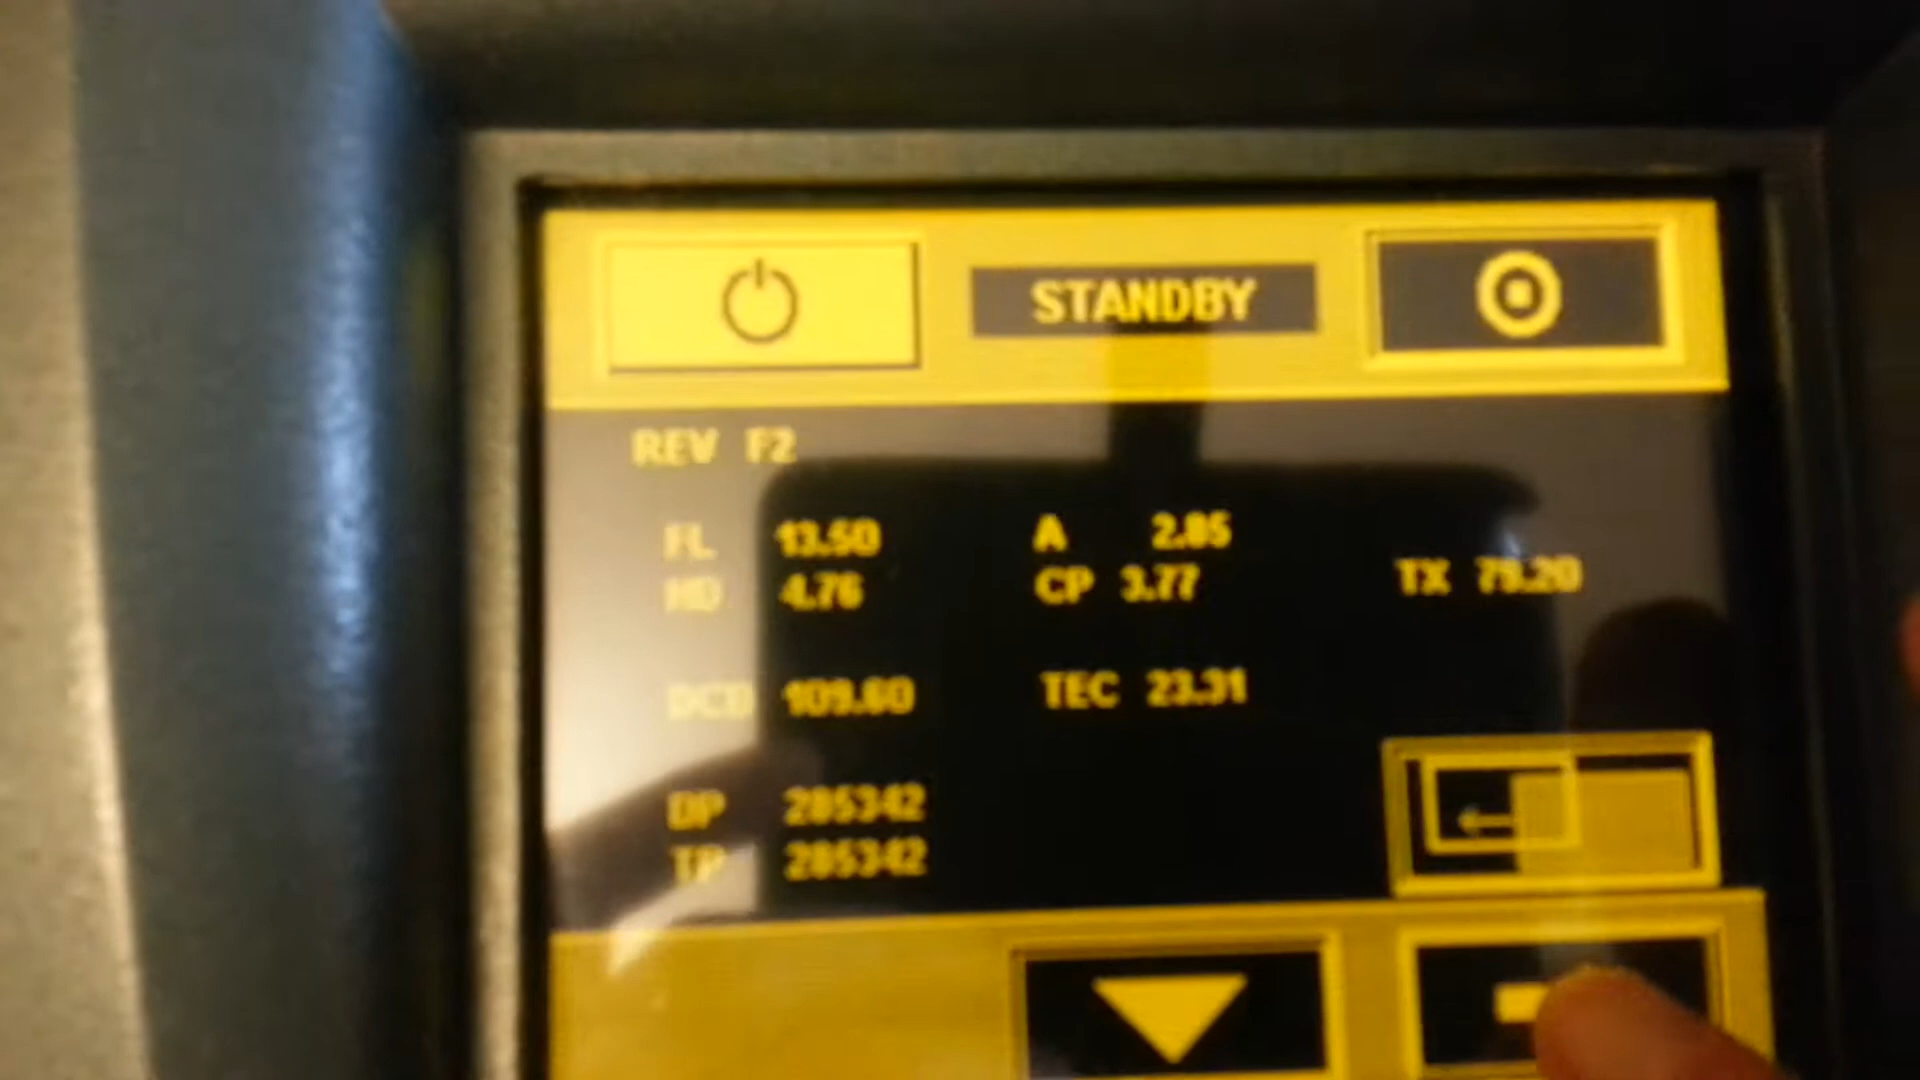 STANDBY
REV F2
FL 13.50 A 2.85
HD 4.76 CP 3.77 TX 79.20
DCD 109.60 TEC 23.31
DP 285342
TP 285342